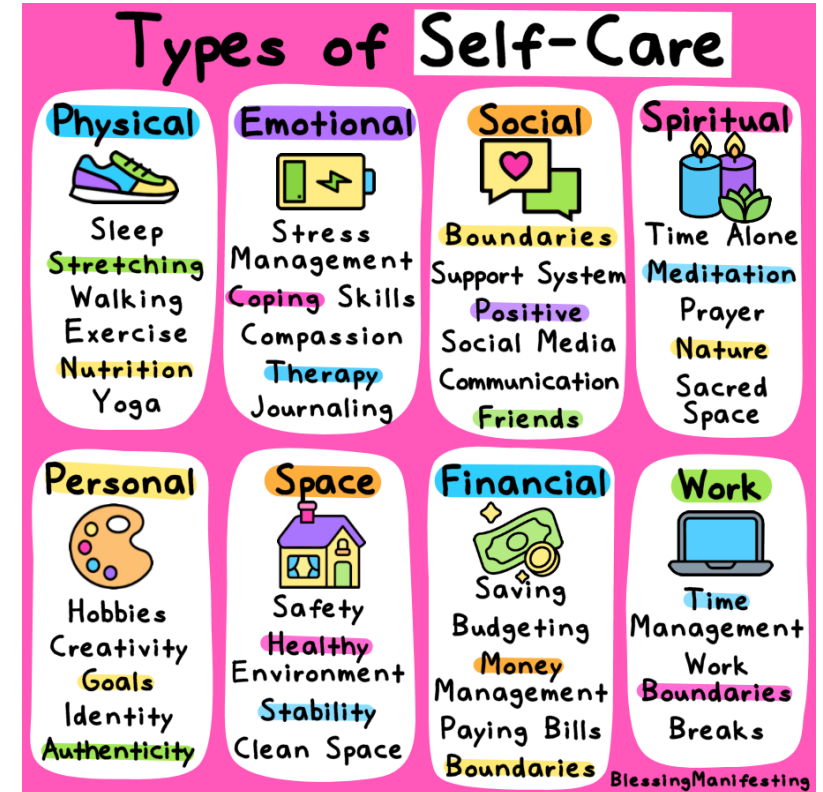 Types of Self-Care
Physical
Sleep
Stretching
Walking
Exercise
Nutrition
Yoga
Emotional
Stress
Management
Coping Skills
Compassion
Therapy
Journaling
Social
Boundaries
Support System
Positive
Social Media
Communication
Friends
Spiritual
Time Alone
Meditation
Prayer
Nature
Sacred
Space
Personal
Hobbies
Creativity
Goals
Identity
Authenticity
Space
Safety
Healthy
Environment
Stability
Clean Space
Financial
Saving
Budgeting
Money
Management
Paying Bills
Boundaries
Work
Time
Management
Work
Boundaries
Breaks
BlessingManifesting